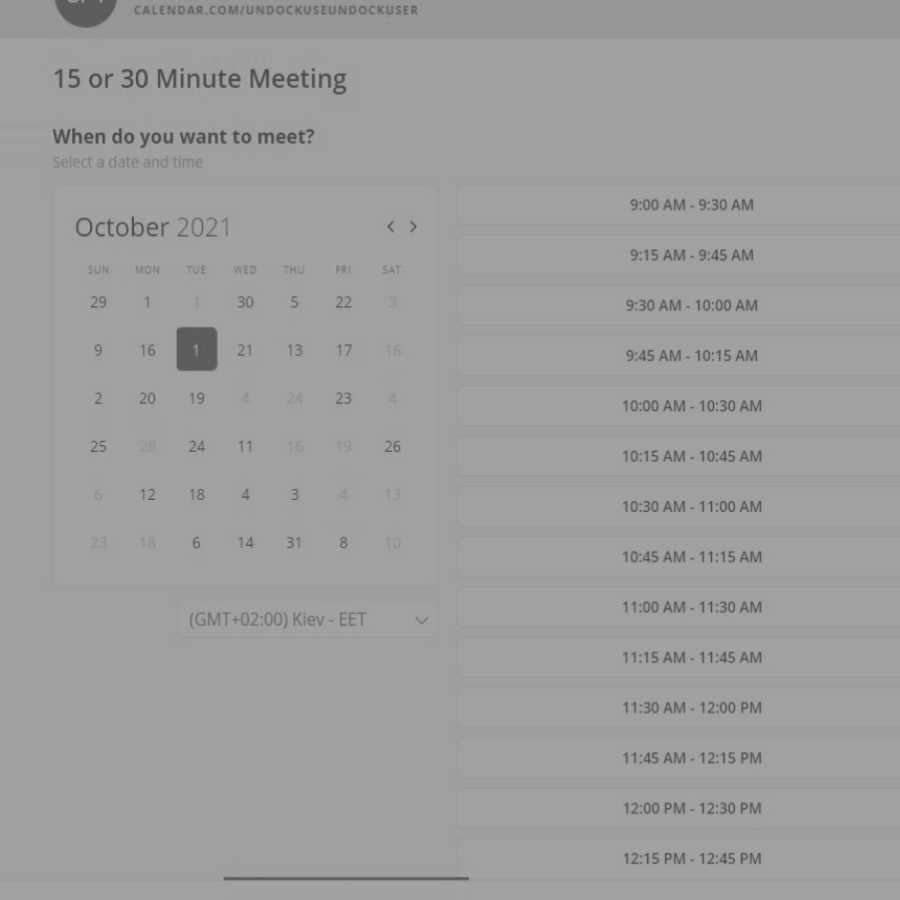 CALENDAR.COM/UNDOCKUSEUNDOCKUSER
15 or 30 Minute Meeting
When do you want to meet?
Select a date and time
October 2021
SUN MON TUE WED THU FRI SAT
29 1 1 30 5 22 3
9 16 1 21 13 17 16
2 20 19 4 24 23 4
25 28 24 11 16 19 26
6 12 18 4 3 4 13
23 18 6 14 31 8 10
(GMT+02:00) Kiev - EET
9:00 AM - 9:30 AM
9:15 AM - 9:45 AM
9:30 AM - 10:00 AM
9:45 AM - 10:15 AM
10:00 AM - 10:30 AM
10:15 AM - 10:45 AM
10:30 AM - 11:00 AM
10:45 AM - 11:15 AM
11:00 AM - 11:30 AM
11:15 AM - 11:45 AM
11:30 AM - 12:00 PM
11:45 AM - 12:15 PM
12:00 PM - 12:30 PM
12:15 PM - 12:45 PM